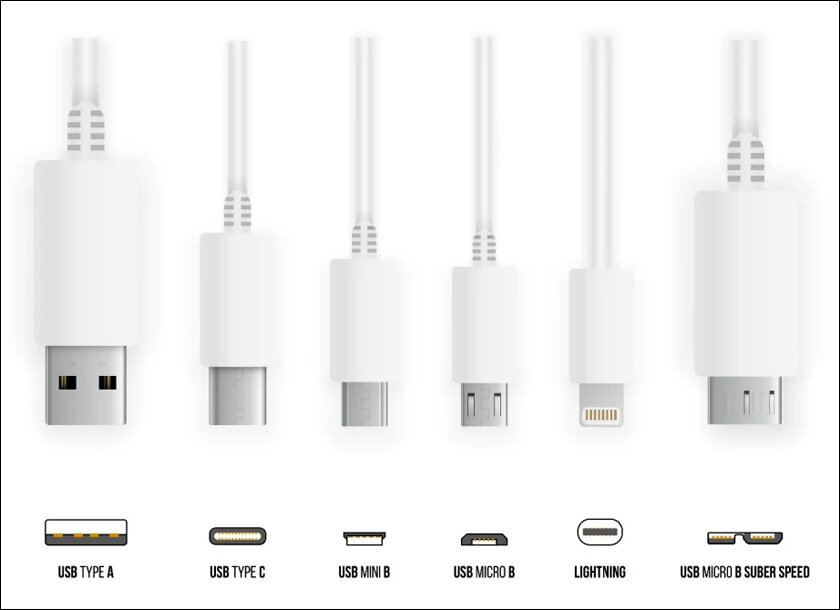 USB TYPE A
USB TYPE C
USB MINI B
USB MICRO B
LIGHTNING
USB MICRO B SUBER SPEED